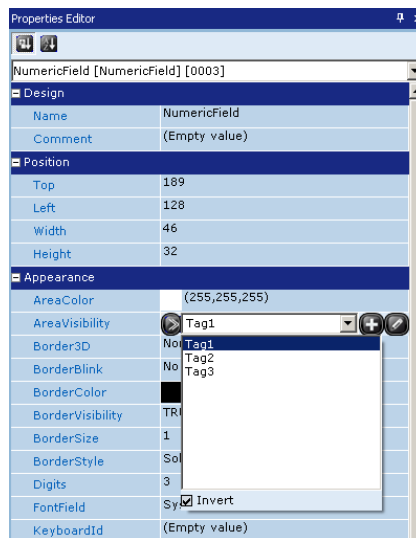 Properties Editor
NumericField [NumericField] [0003]
Design
Name NumericField
Comment (Empty value)
Position
Top 189
Left 128
Width 46
Height 32
Appearance
AreaColor (255,255,255)
AreaVisibility Tag1
Border3D
Tag1
BorderBlink No
Tag2
Tag3
BorderColor
BorderVisibility
BorderSize 1
BorderStyle
Digits 3
Invert
FontField
KeyboardId (Empty value)